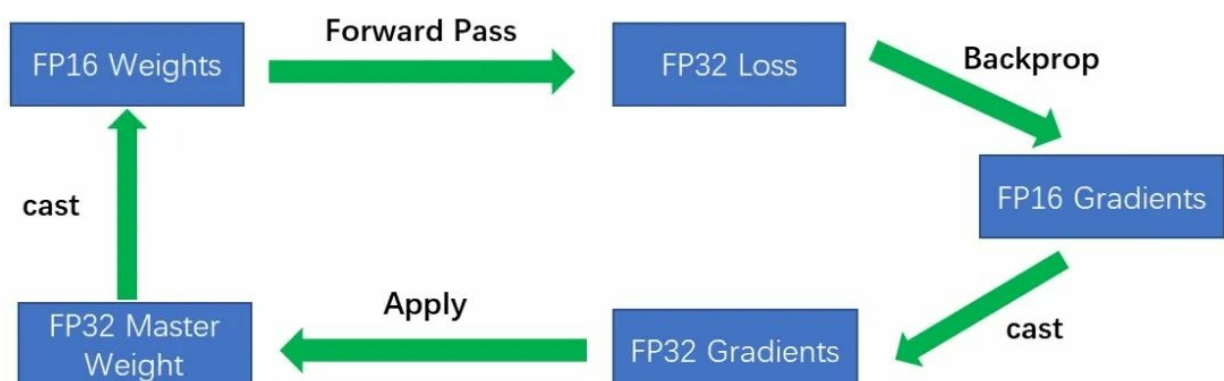 Forward Pass
FP16 Weights
FP32 Loss
Backprop
FP16 Gradients
cast
cast
Apply
FP32 Gradients
FP32 Master
Weight